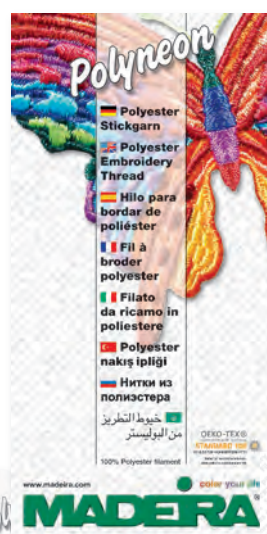 Polyneon
Polyester
Stickgarn
Polyester
Embroidery
Thread
Hilo para
bordar de
poliéster
Fil à
broder
polyester
Filato
da ricamo in
poliestere
Polyester
nakış ipliği
Нитки из
полиэстера
خيوط التطريز
من البوليستر
OEKO-TEX®
STANDARD 100
100% Polyester filament
www.madeira.com
color your life
MADEIRA®